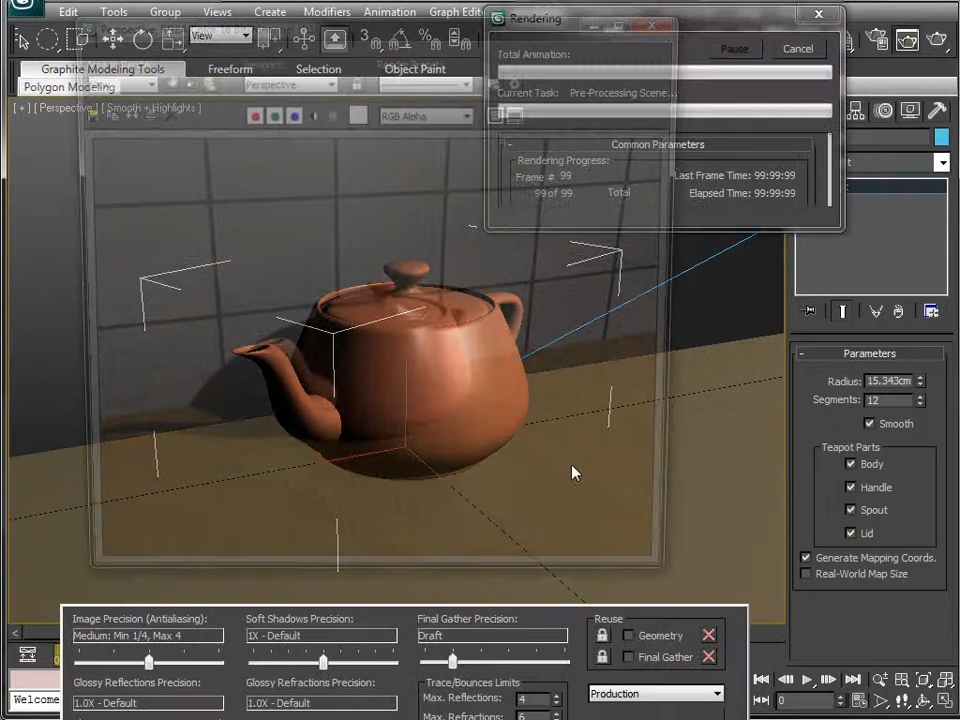 Edit Tools Group Views Create Modifiers Animation
Rendering
View
Total Animation:
Pause
Cancel
Graphite Modeling Tools Freeform Selection Object Paint
Polygon Modeling
Perspective
Current Task: Pre-Processing Scene...
[ + ] [ Perspective ] [ Smooth + Highlights ]
RGB Alpha
Common Parameters
Rendering Progress:
Frame # 99
Last Frame Time: 99:99:99
99 of 99 Total
Elapsed Time: 99:99:99
Parameters
Radius: 15.343cm
Segments: 12
Smooth
Teapot Parts
Body
Handle
Spout
Lid
Generate Mapping Coords.
Real-World Map Size
Image Precision (Antialiasing):
Medium: Min 1/4, Max 4
Soft Shadows Precision:
1X - Default
Final Gather Precision:
Draft
Reuse
Geometry
Final Gather
Glossy Reflections Precision:
1.0X - Default
Glossy Refractions Precision:
1.0X - Default
Trace/Bounces Limits
Max. Reflections: 4
Max. Refractions: 6
Production
Welcome
0